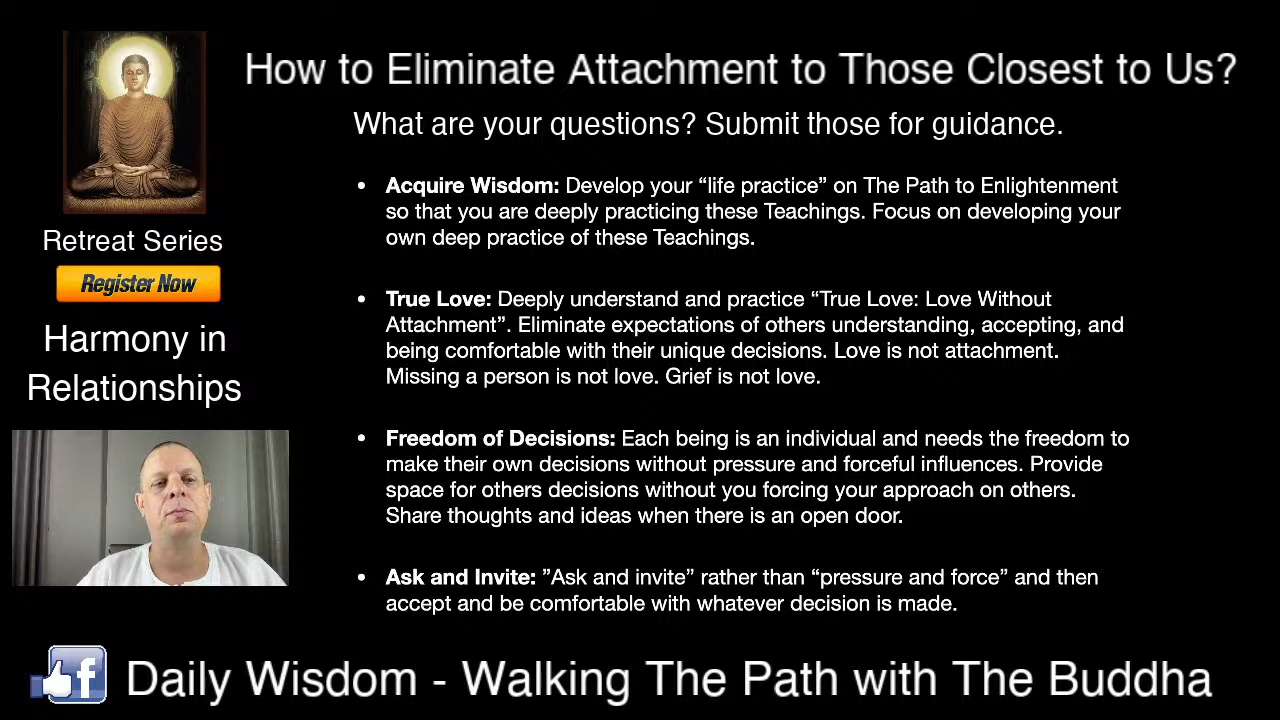 How to Eliminate Attachment to Those Closest to Us?
What are your questions? Submit those for guidance.
Retreat Series
Register Now
Harmony in
Relationships
• Acquire Wisdom: Develop your “life practice” on The Path to Enlightenment
so that you are deeply practicing these Teachings. Focus on developing your
own deep practice of these Teachings.
• True Love: Deeply understand and practice “True Love: Love Without
Attachment”. Eliminate expectations of others understanding, accepting, and
being comfortable with their unique decisions. Love is not attachment.
Missing a person is not love. Grief is not love.
• Freedom of Decisions: Each being is an individual and needs the freedom to
make their own decisions without pressure and forceful influences. Provide
space for others decisions without you forcing your approach on others.
Share thoughts and ideas when there is an open door.
• Ask and Invite: ”Ask and invite” rather than “pressure and force” and then
accept and be comfortable with whatever decision is made.
f
Daily Wisdom - Walking The Path with The Buddha